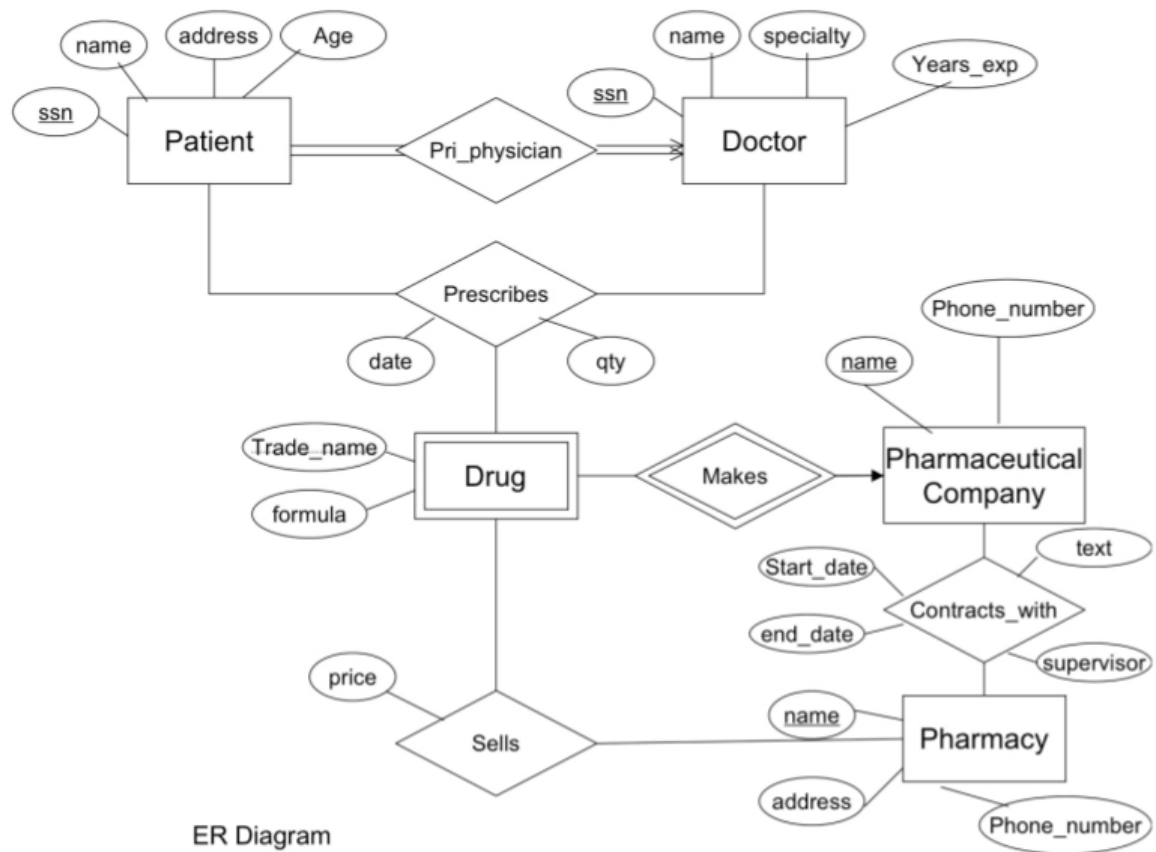 name
address
Age
ssn
Patient
Pri_physician
name
specialty
Years_exp
ssn
Doctor
Prescribes
date
qty
Phone_number
name
Trade_name
formula
Drug
Makes
Pharmaceutical
Company
Start_date
text
Contracts_with
end_date
supervisor
price
Sells
name
Pharmacy
address
Phone_number
ER Diagram